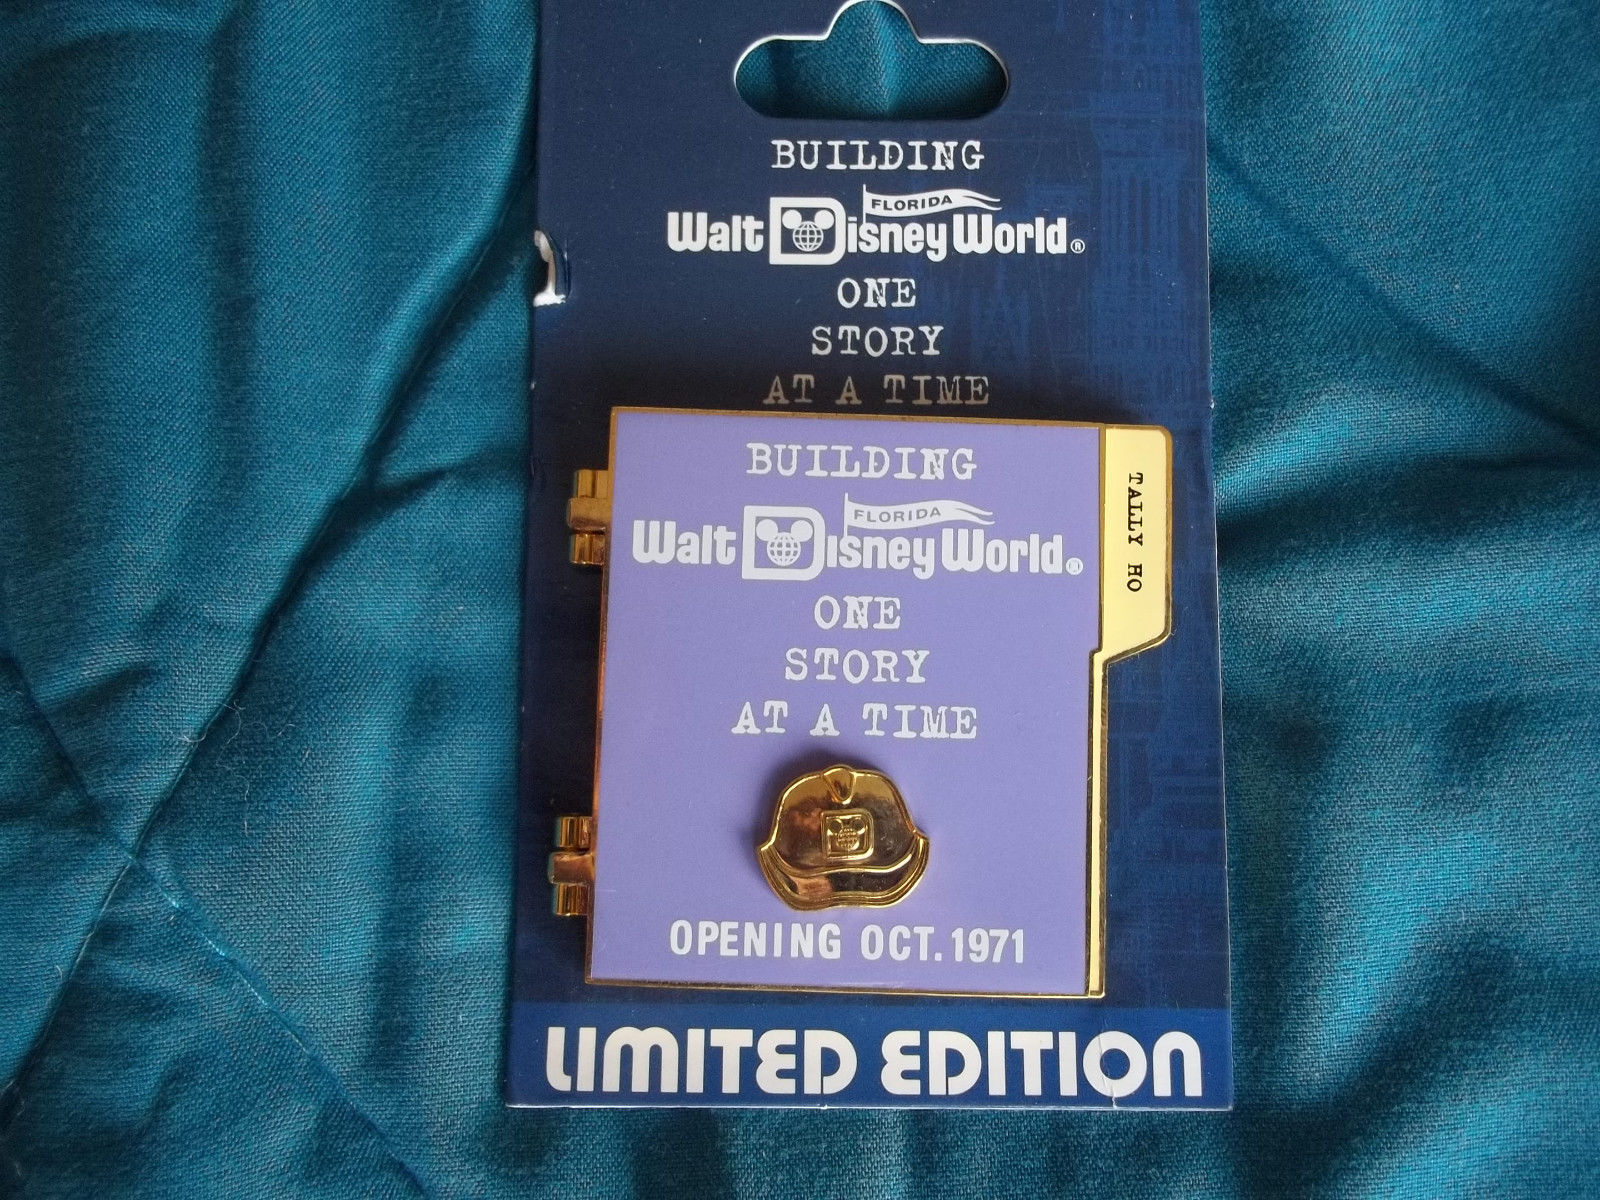 BUILDING
FLORIDA
Walt Disney World®
ONE
STORY
AT A TIME
BUILDING
FLORIDA
Walt Disney World®
ONE
STORY
AT A TIME
TALLY HO
OPENING OCT. 1971
LIMITED EDITION